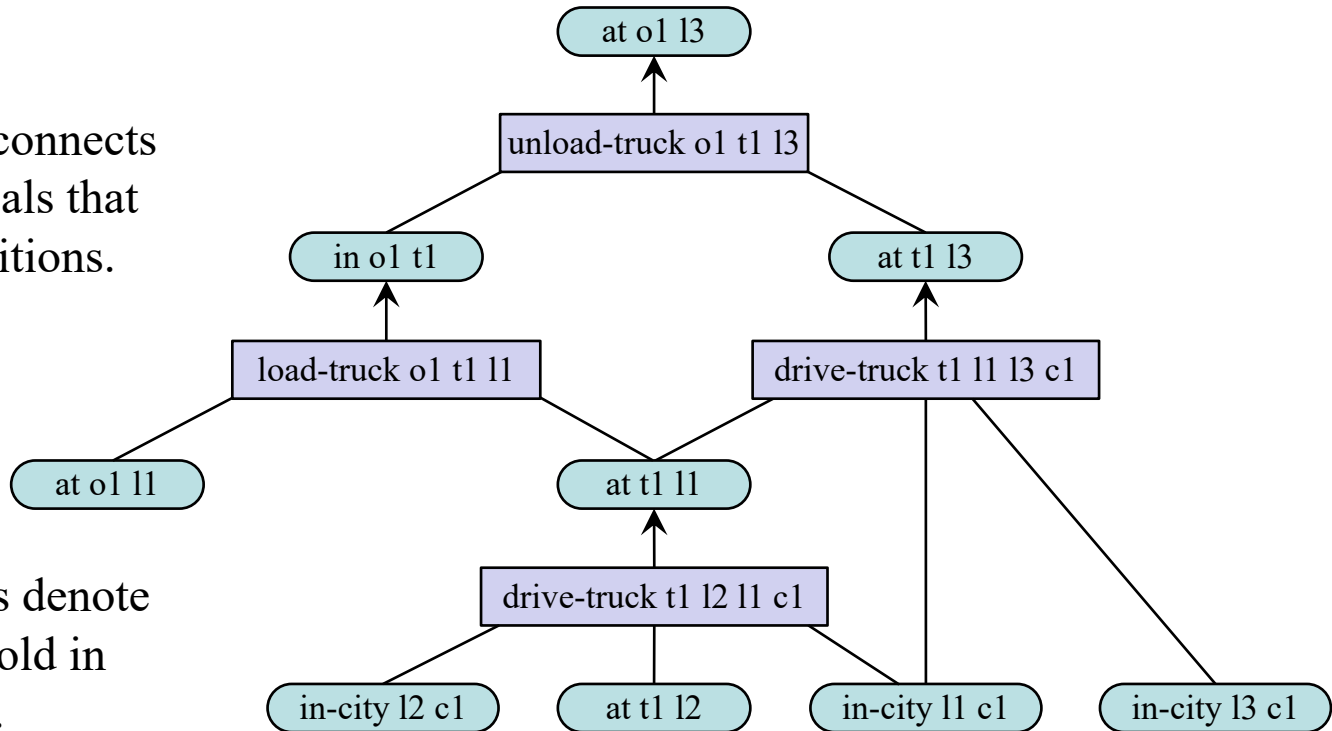 at o1 l3
connects
unload-truck o1 t1 l3
als that
itions.
in o1 t1
at t1 l3
load-truck o1 t1 l1
drive-truck t1 l1 l3 c1
at o1 l1
at t1 l1
s denote
drive-truck t1 l2 l1 c1
old in
in-city l2 c1
at t1 l2
in-city l1 c1
in-city l3 c1
.